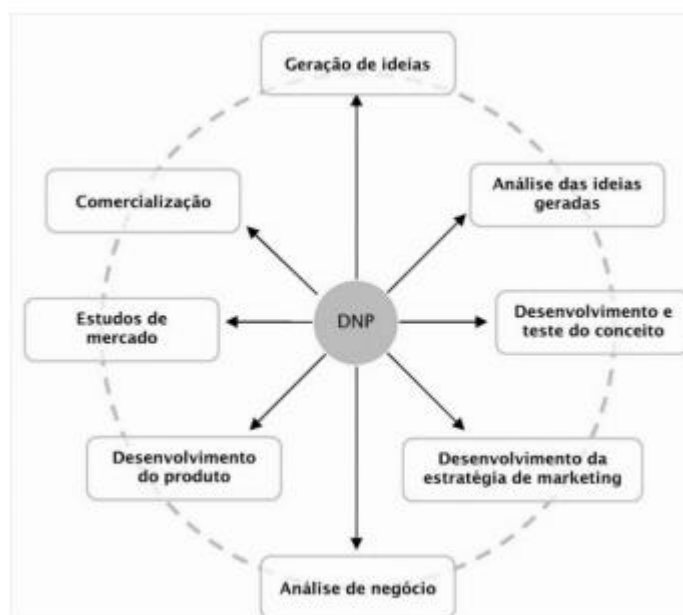 Geração de ideias
Análise das ideias
geradas
Desenvolvimento e
teste do conceito
Desenvolvimento da
estratégia de marketing
Análise de negócio
Desenvolvimento
do produto
Estudos de
mercado
Comercialização
DNP